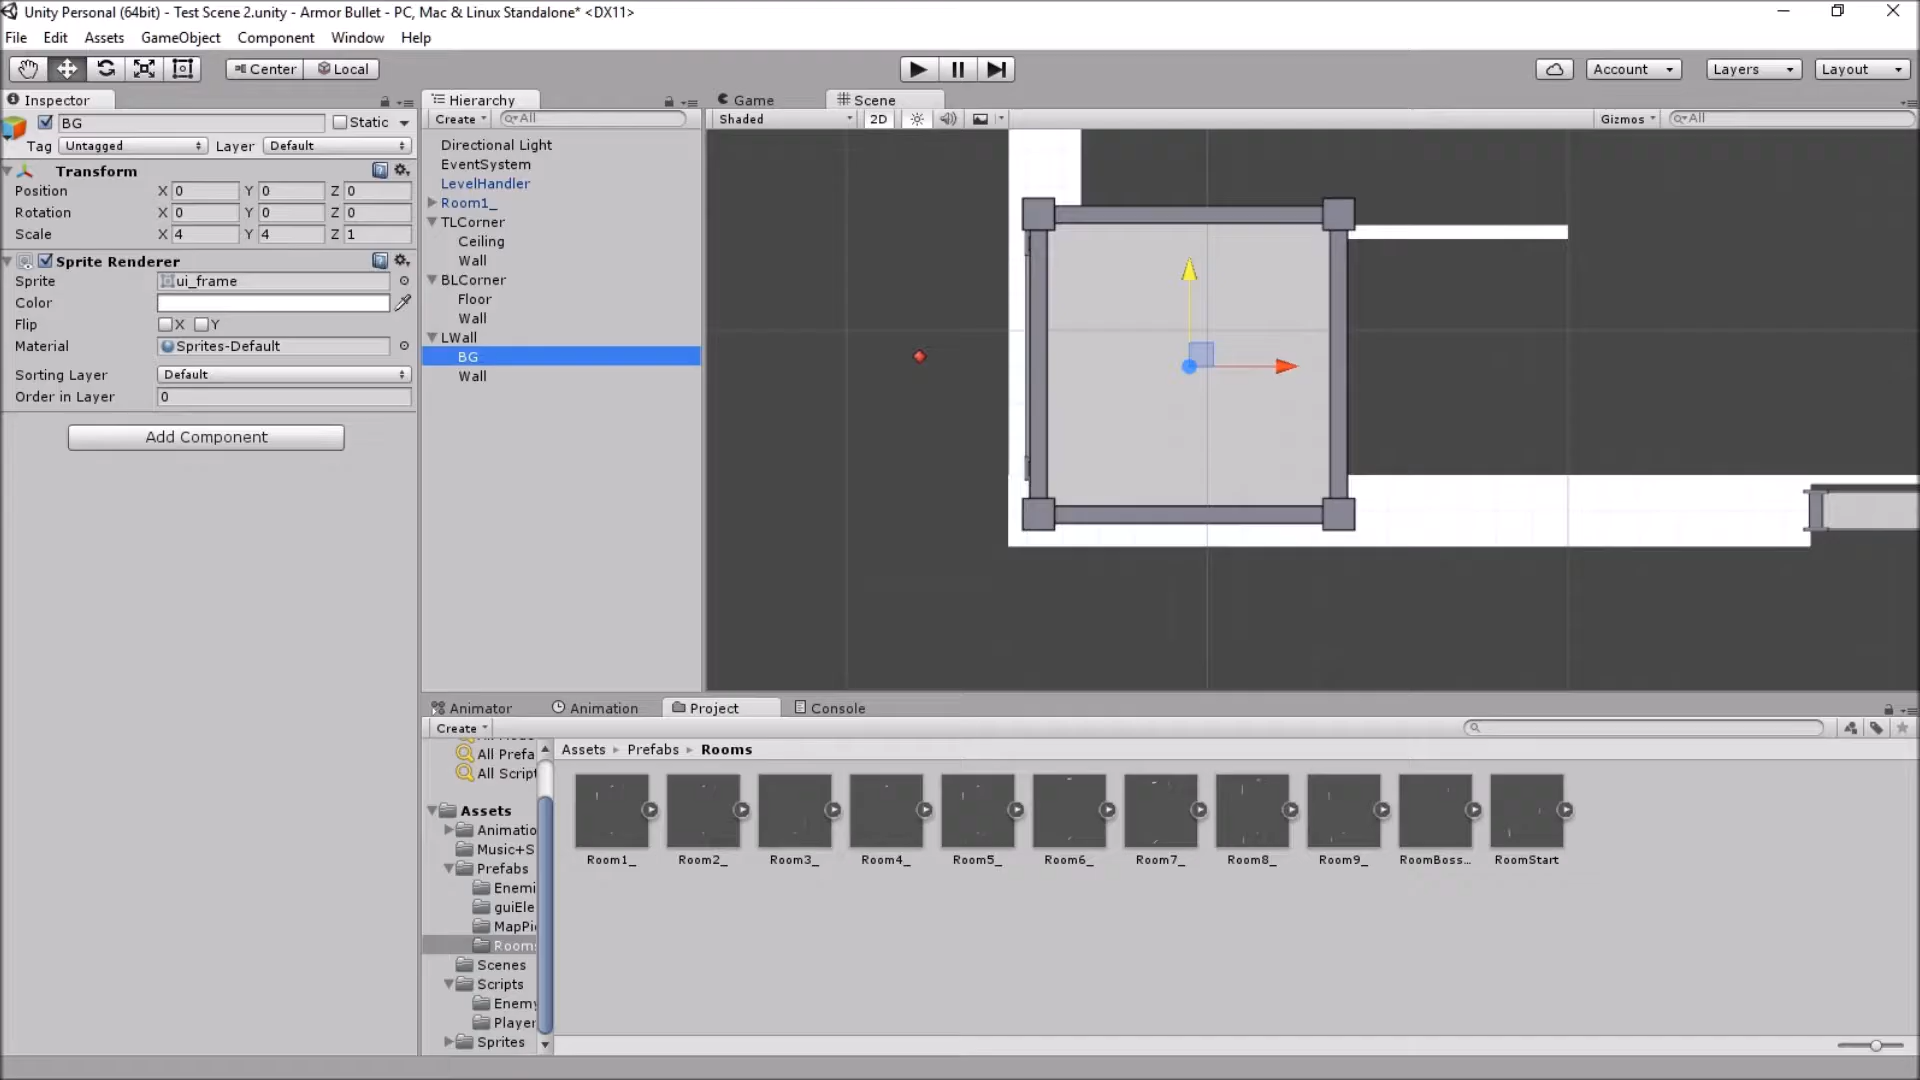 Unity Personal (64bit) - Test Scene 2.unity - Armor Bullet - PC, Mac & Linux Standalone* <DX11>
File Edit Assets GameObject Component Window Help
Center Local Account Layers Layout
Inspector
BG Static
Tag Untagged Layer Default
Transform
Position X 0 Y 0 Z 0
Rotation X 0 Y 0 Z 0
Scale X 4 Y 4 Z 1
Sprite Renderer
Sprite ui_frame
Color
Flip X Y
Material Sprites-Default
Sorting Layer Default
Order in Layer 0
Add Component
Hierarchy
Create All
Directional Light
EventSystem
LevelHandler
Room1_
TLCorner
Ceiling
Wall
BLCorner
Floor
Wall
LWall
BG
Wall
Game Scene
Shaded 2D Gizmos All
Animator Animation Project Console
Create
All Prefa
All Script
Assets
Animatio
Music+S
Prefabs
Enemi
guiEle
MapPi
Rooms
Scenes
Scripts
Enemy
Player
Sprites
Assets Prefabs Rooms
Room1_ Room2_ Room3_ Room4_ Room5_ Room6_ Room7_ Room8_ Room9_ RoomBoss... RoomStart